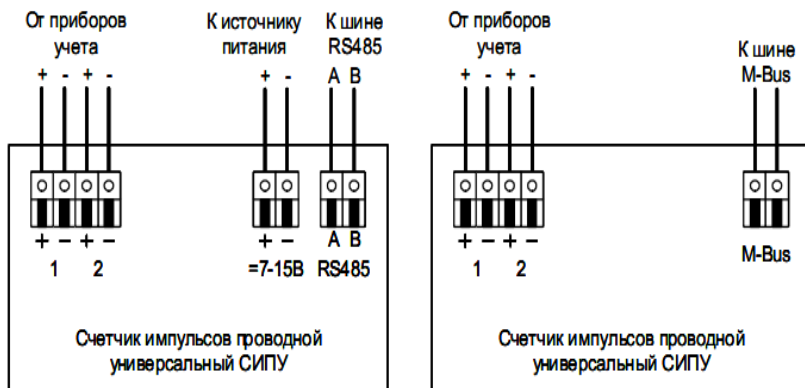 От приборов
учета
+ - + -
К источнику
питания
+ -
К шине
RS485
A B
+ − + −
1 2
+ −
=7-15В
A B
RS485
Счетчик импульсов проводной
универсальный СИПУ
От приборов
учета
+ - + -
К шине
M-Bus
+ − + −
1 2
M-Bus
Счетчик импульсов проводной
универсальный СИПУ